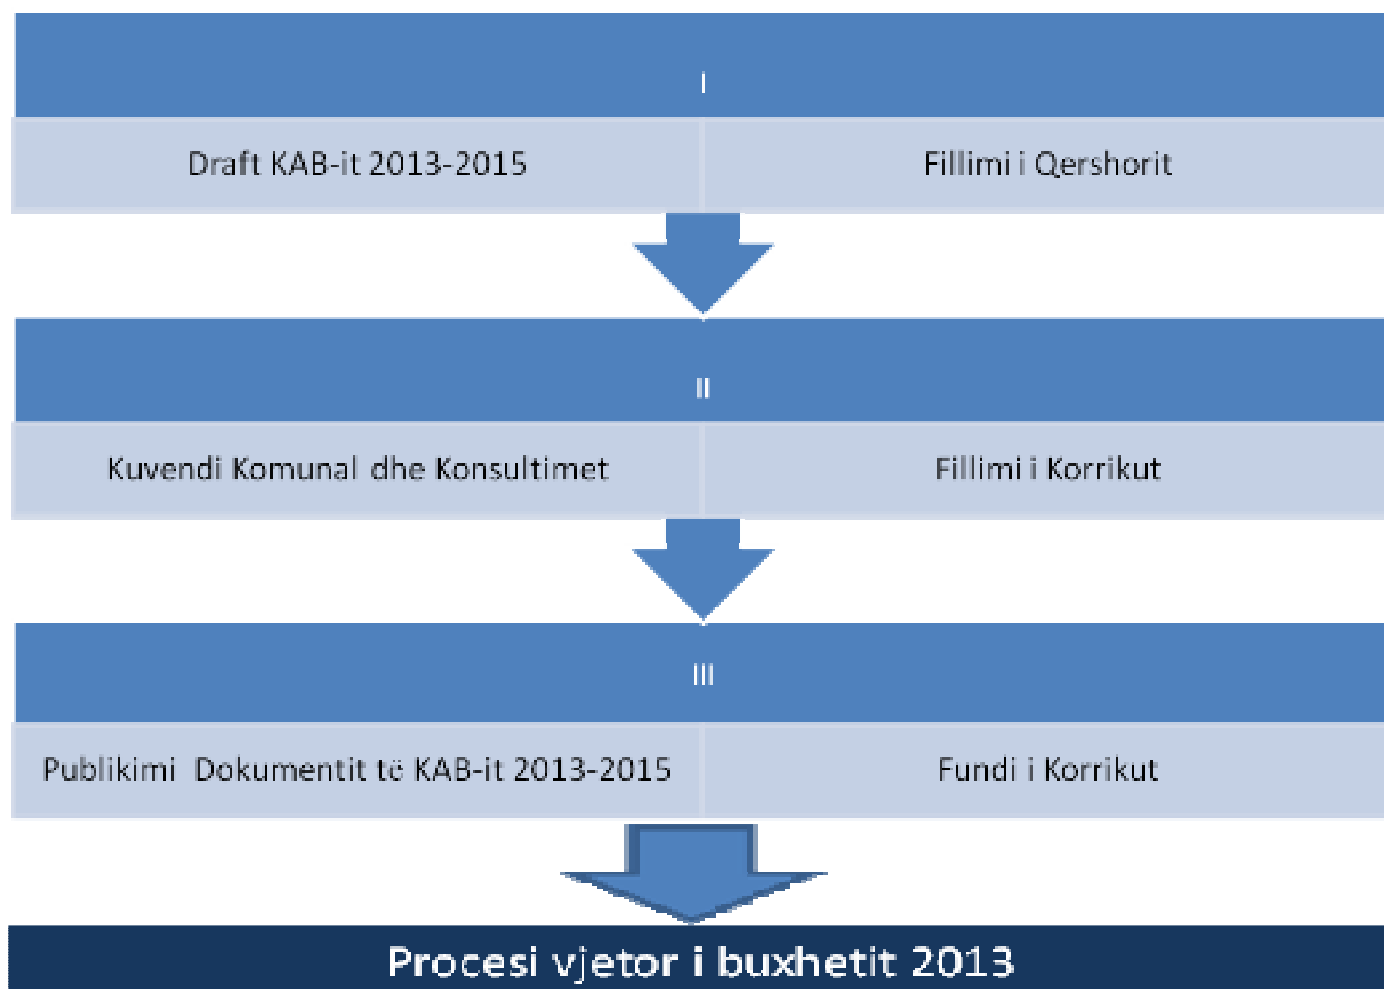 I
Draft KAB-it 2013-2015
Fillimi i Qershorit
II
Kuvendi Komunal dhe Konsultimet
Fillimi i Korrikut
III
Publikimi Dokumentit të KAB-it 2013-2015
Fundi i Korrikut
Procesi vjetor i buxhetit 2013